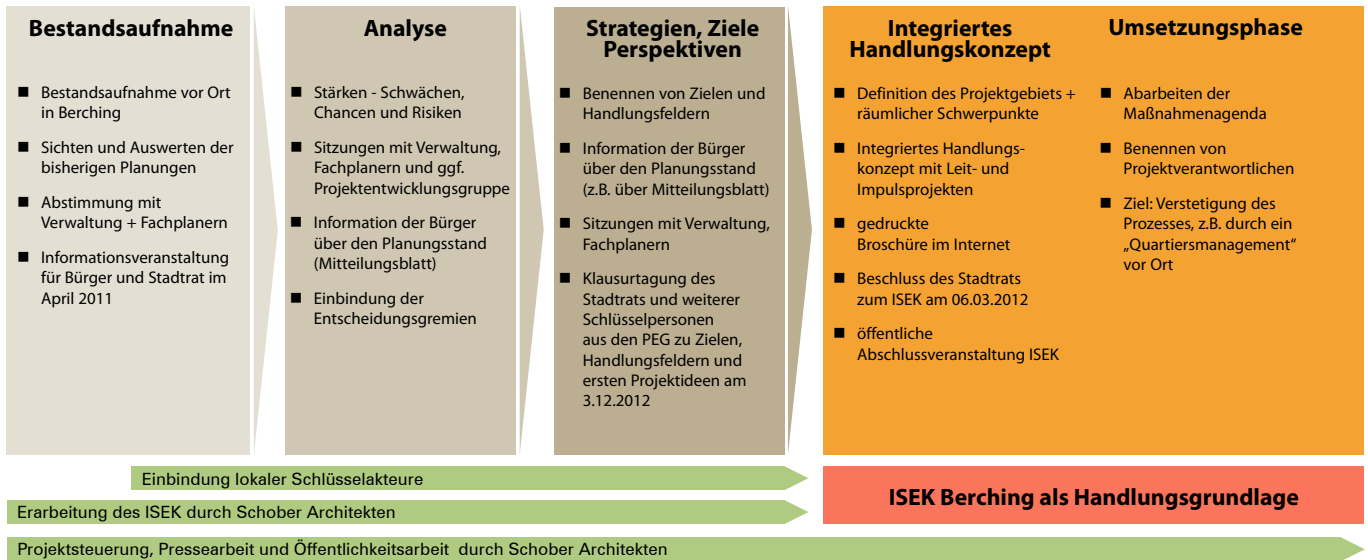 Bestandsaufnahme
■ Bestandsaufnahme vor Ort
in Berching
■ Sichten und Auswerten der
bisherigen Planungen
■ Abstimmung mit
Verwaltung + Fachplanern
■ Informationsveranstaltung
für Bürger und Stadtrat im
April 2011
Analyse
■ Stärken - Schwächen,
Chancen und Risiken
■ Sitzungen mit Verwaltung,
Fachplanern und ggf.
Projektentwicklungsgruppe
■ Information der Bürger
über den Planungsstand
(Mitteilungsblatt)
■ Einbindung der
Entscheidungsgremien
Strategien, Ziele
Perspektiven
■ Benennen von Zielen und
Handlungsfeldern
■ Information der Bürger
über den Planungsstand
(z.B. über Mitteilungsblatt)
■ Sitzungen mit Verwaltung,
Fachplanern
■ Klausurtagung des
Stadtrats und weiterer
Schlüsselpersonen
aus den PEG zu Zielen,
Handlungsfeldern und
ersten Projektideen am
3.12.2012
Integriertes
Handlungskonzept
■ Definition des Projektgebiets +
räumlicher Schwerpunkte
■ Integriertes Handlungs-
konzept mit Leit- und
Impulsprojekten
■ gedruckte
Broschüre im Internet
■ Beschluss des Stadtrats
zum ISEK am 06.03.2012
■ öffentliche
Abschlussveranstaltung ISEK
Umsetzungsphase
■ Abarbeiten der
Maßnahmenagenda
■ Benennen von
Projektverantwortlichen
■ Ziel: Verstetigung des
Prozesses, z.B. durch ein
„Quartiersmanagement“
vor Ort
Einbindung lokaler Schlüsselakteure
Erarbeitung des ISEK durch Schober Architekten
ISEK Berching als Handlungsgrundlage
Projektsteuerung, Pressearbeit und Öffentlichkeitsarbeit durch Schober Architekten